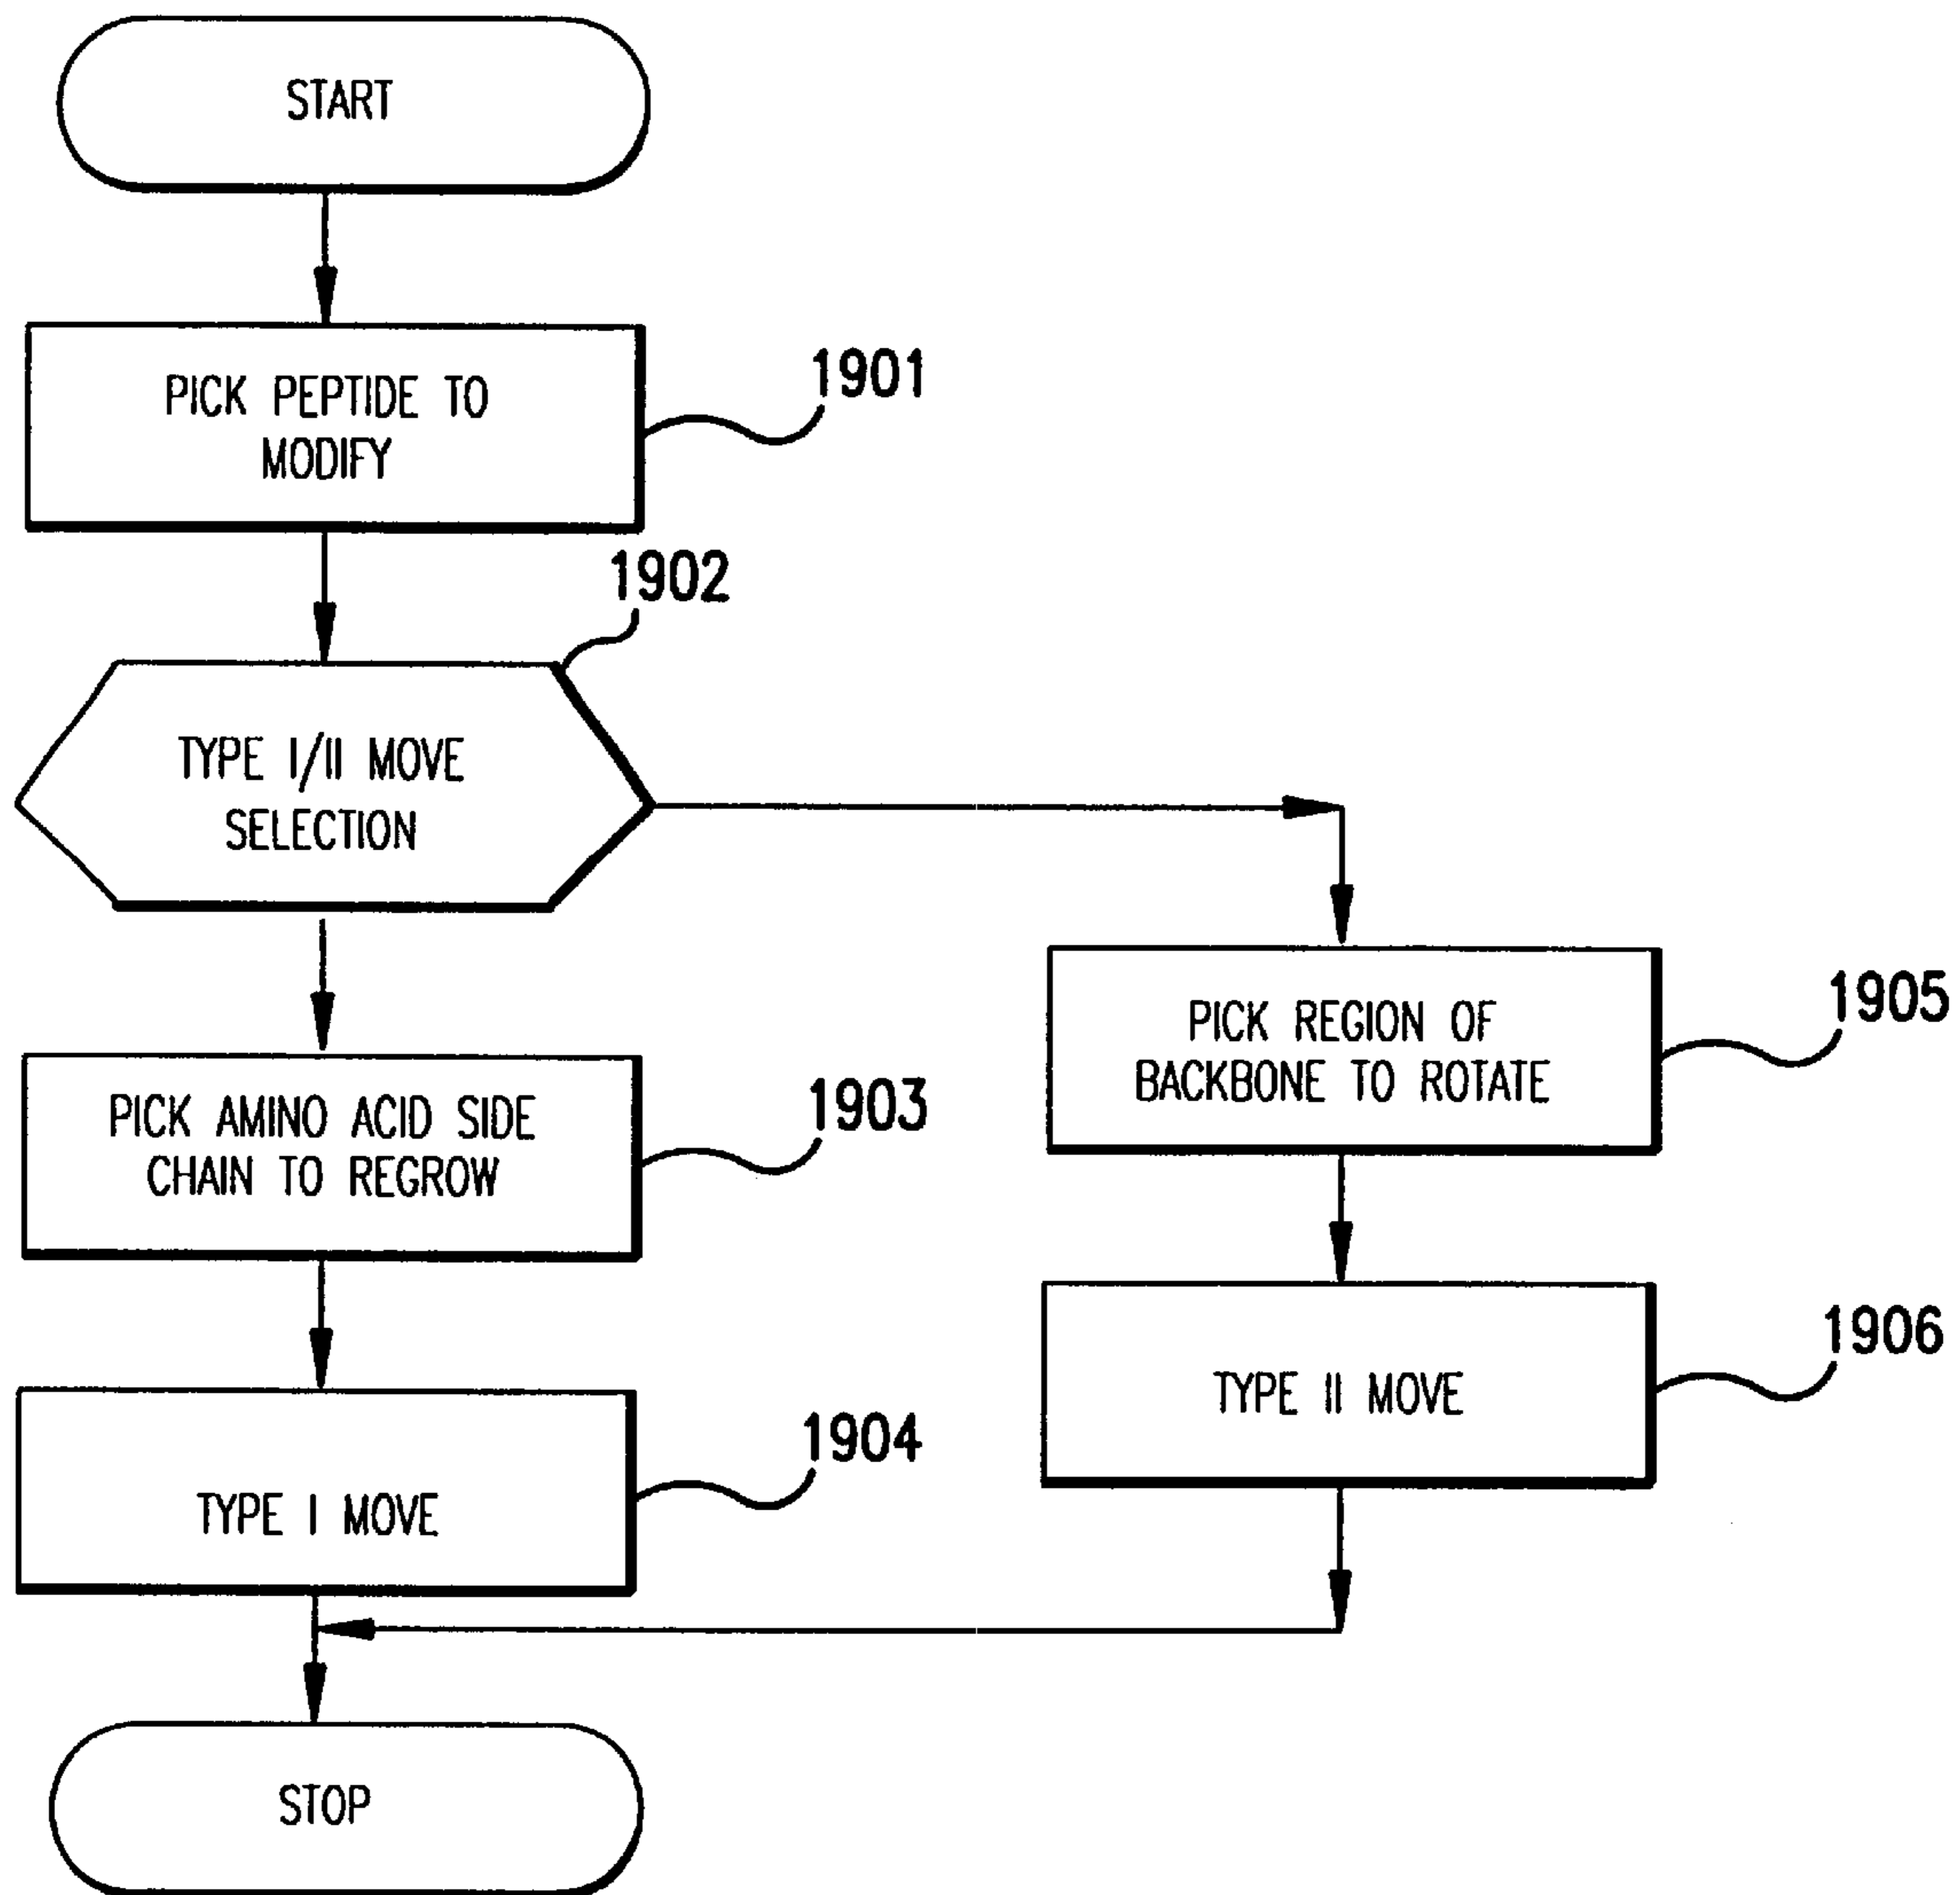 START
PICK PEPTIDE TO
MODIFY
1901
1902
TYPE I/II MOVE
SELECTION
PICK AMINO ACID SIDE
CHAIN TO REGROW
1903
TYPE I MOVE
1904
PICK REGION OF
BACKBONE TO ROTATE
1905
TYPE II MOVE
1906
STOP